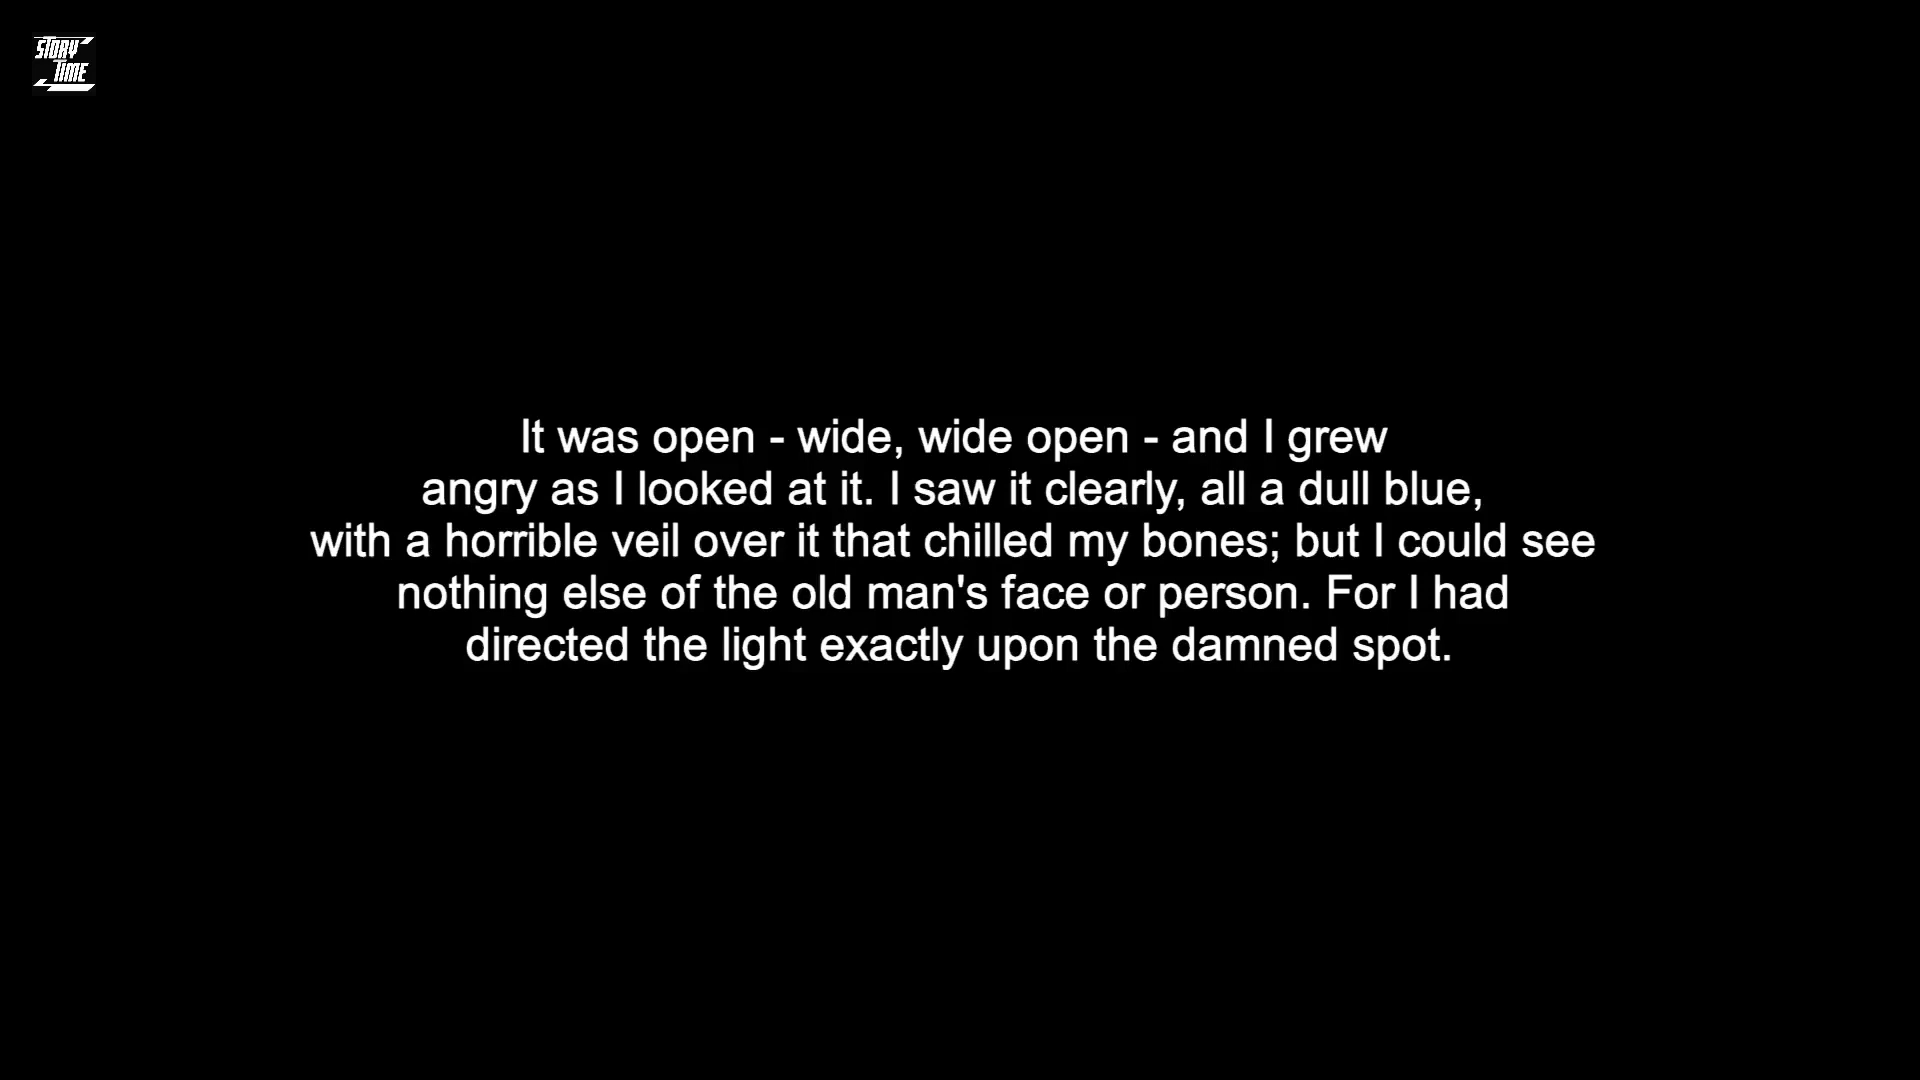 STORY
TIME
It was open - wide, wide open - and I grew
angry as I looked at it. I saw it clearly, all a dull blue,
with a horrible veil over it that chilled my bones; but I could see
nothing else of the old man's face or person. For I had
directed the light exactly upon the damned spot.